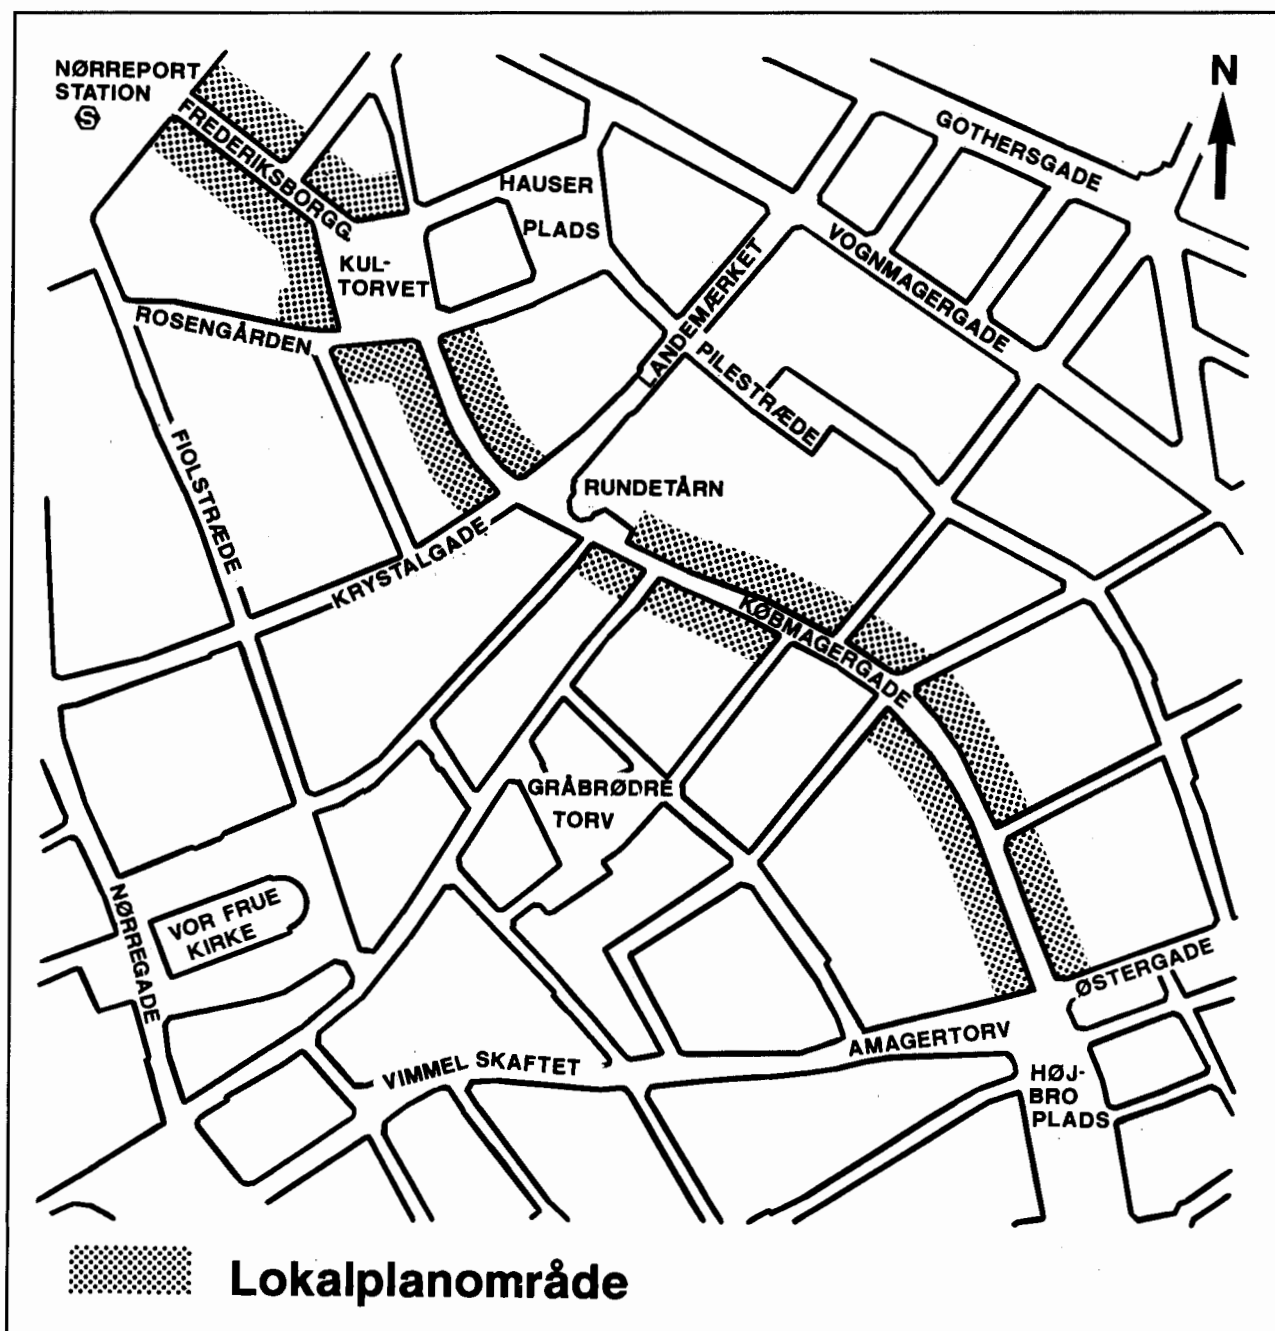 NØRREPORT
STATION
S
N
FREDERIKSBORGG.
GOTHERSGADE
HAUSER
PLADS
VOGNMAGERGADE
KUL-
TORVET
LANDEMÆRKET
ROSENGÅRDEN
PILESTRÆDE
FIOLSTRÆDE
RUNDETÅRN
KRYSTALGADE
KØBMAGERGADE
GRÅBRØDRE
TORV
NØRREGADE
VOR FRUE
KIRKE
ØSTERGADE
AMAGERTORV
VIMMEL SKAFTET
HØJ-
BRO
PLADS
Lokalplanområde